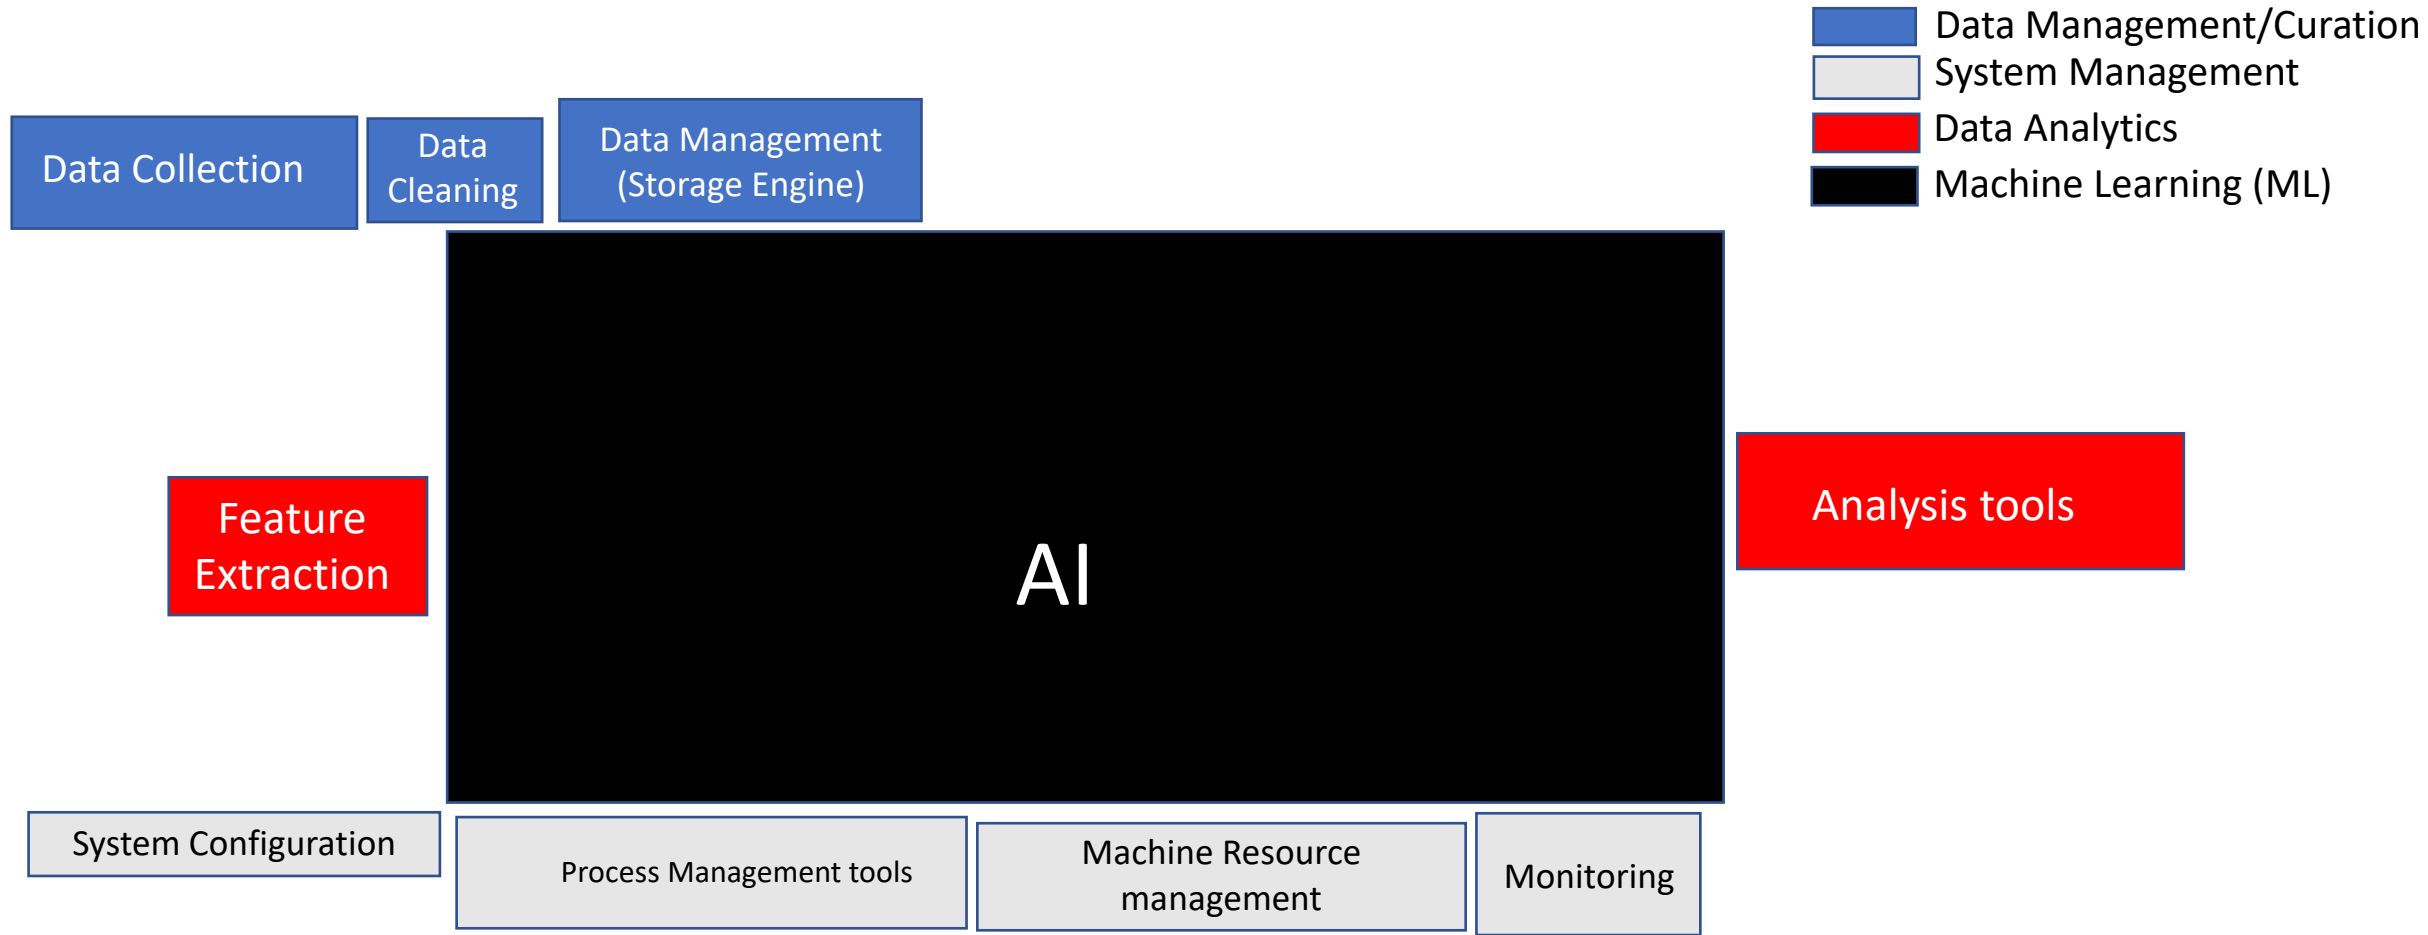 Data Management/Curation
System Management
Data Analytics
Machine Learning (ML)
Data Collection
Data
Cleaning
Data Management
(Storage Engine)
Feature
Extraction
AI
Analysis tools
System Configuration
Process Management tools
Machine Resource
management
Monitoring